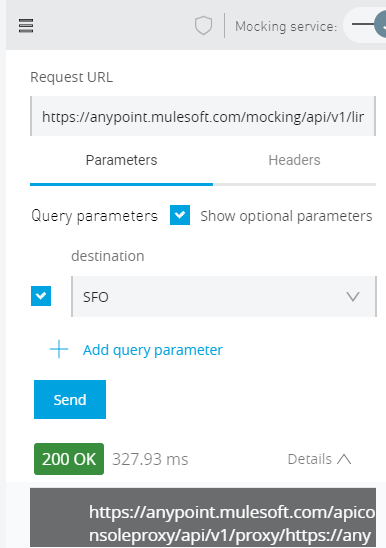 Mocking service:
Request URL
https://anypoint.mulesoft.com/mocking/api/v1/lir
Parameters Headers
Query parameters Show optional parameters
destination
SFO
Add query parameter
Send
200 OK 327.93 ms Details
https://anypoint.mulesoft.com/apico
nsoleproxy/api/v1/proxy/https://any